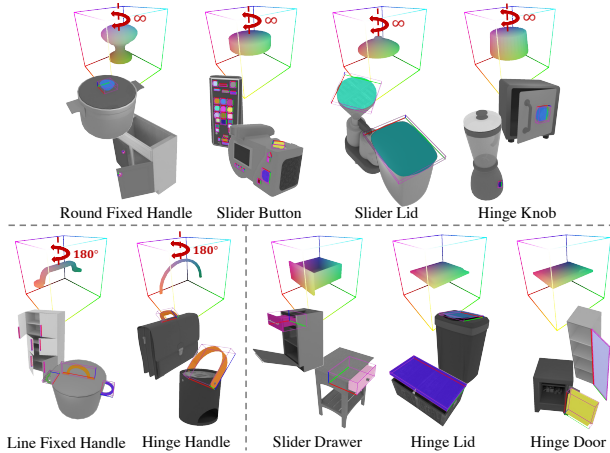 ∞ ∞ ∞ ∞
Round Fixed Handle Slider Button Slider Lid Hinge Knob
180° 180°
Line Fixed Handle Hinge Handle Slider Drawer Hinge Lid Hinge Door